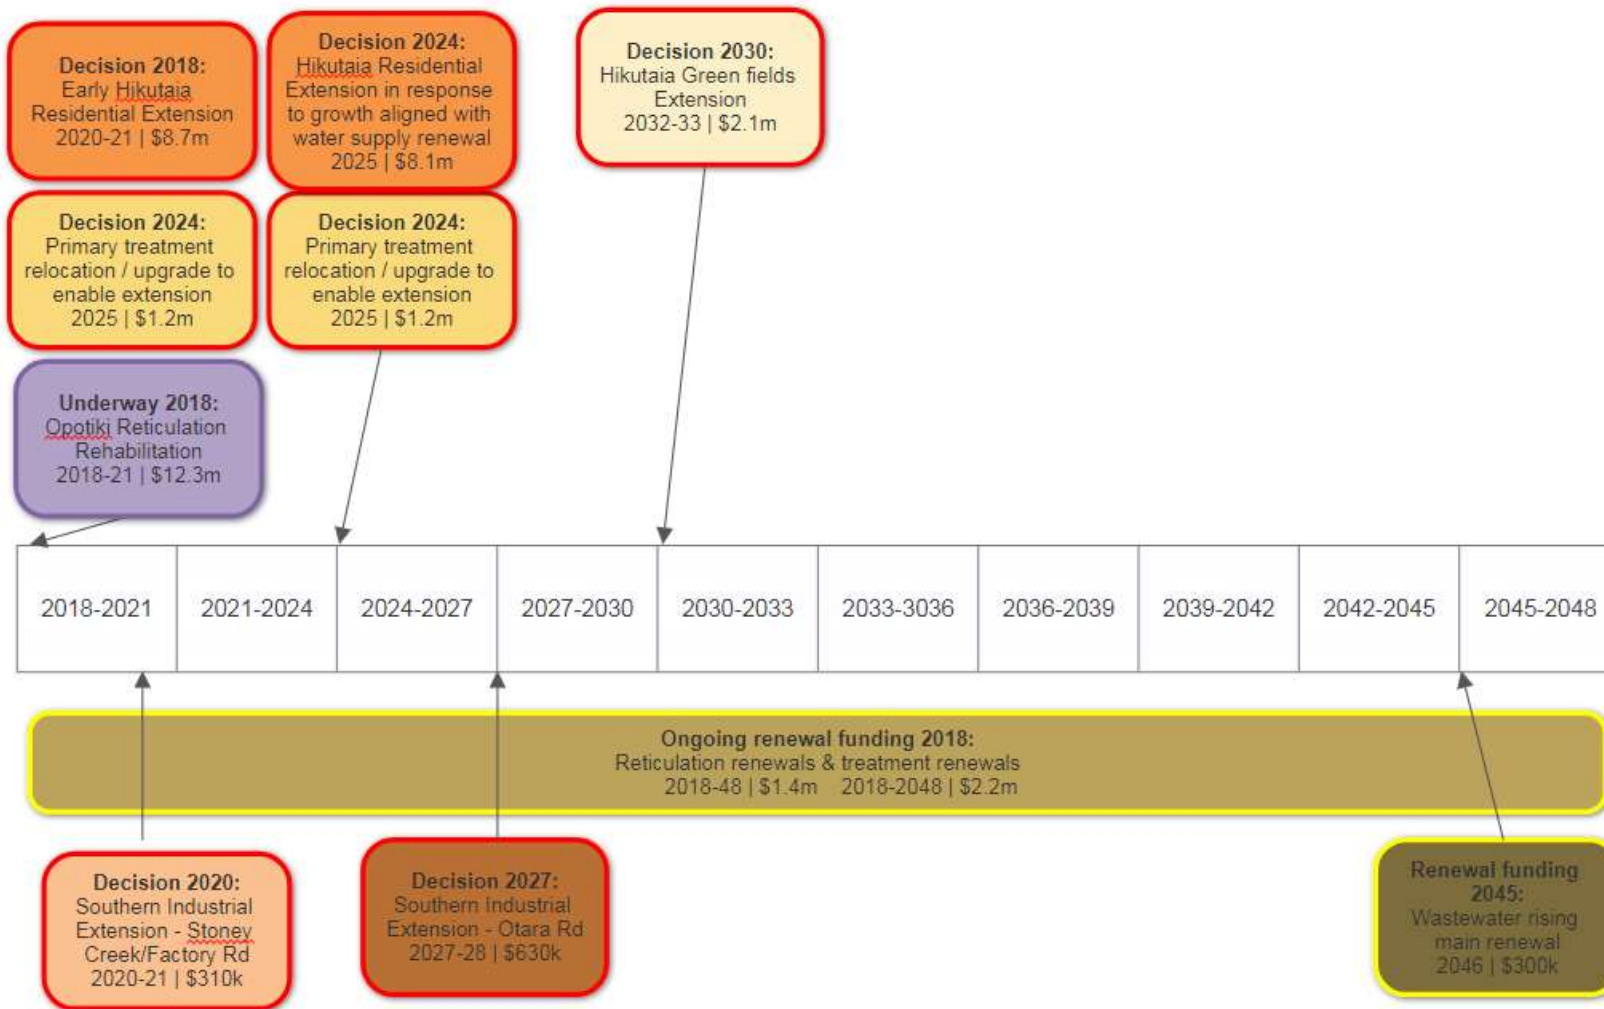 Decision 2018:
Early Hikutaia
Residential Extension
2020-21 | $8.7m
Decision 2024:
Hikutaia Residential
Extension in response
to growth aligned with
water supply renewal
2025 | $8.1m
Decision 2030:
Hikutaia Green fields
Extension
2032-33 | $2.1m
Decision 2024:
Primary treatment
relocation / upgrade to
enable extension
2025 | $1.2m
Decision 2024:
Primary treatment
relocation / upgrade to
enable extension
2025 | $1.2m
Underway 2018:
Opotiki Reticulation
Rehabilitation
2018-21 | $12.3m
2018-2021 2021-2024 2024-2027 2027-2030 2030-2033 2033-3036 2036-2039 2039-2042 2042-2045 2045-2048
Ongoing renewal funding 2018:
Reticulation renewals & treatment renewals
2018-48 | $1.4m 2018-2048 | $2.2m
Decision 2020:
Southern Industrial
Extension - Stoney
Creek/Factory Rd
2020-21 | $310k
Decision 2027:
Southern Industrial
Extension - Otara Rd
2027-28 | $630k
Renewal funding
2045:
Wastewater rising
main renewal
2046 | $300k